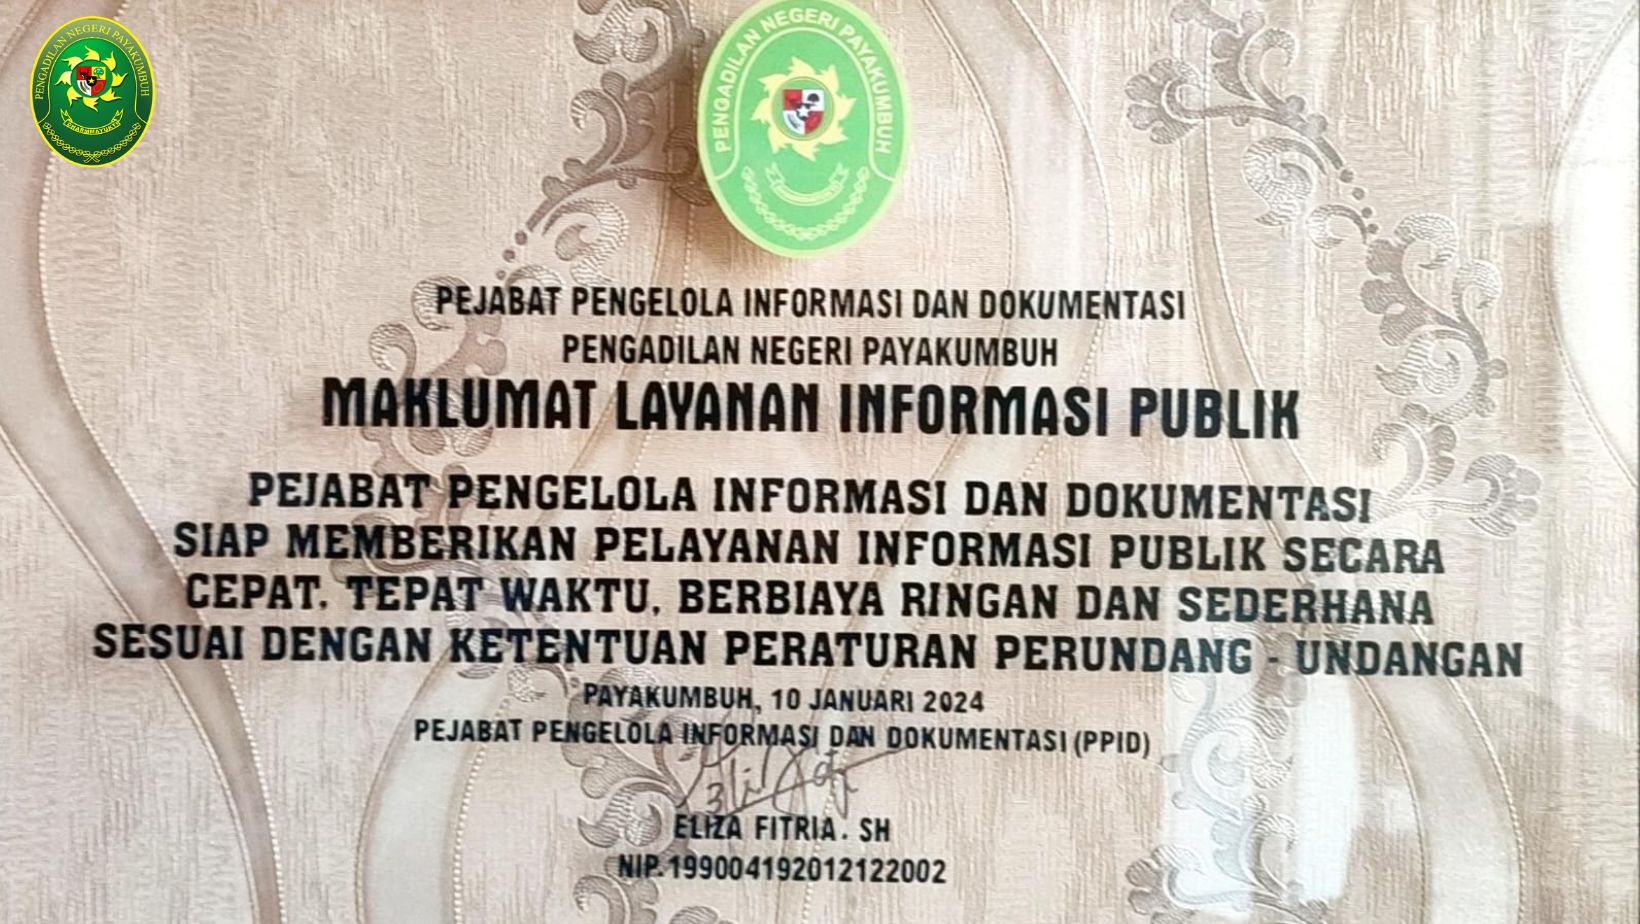 PENGADILAN NEGERI PAYAKUMBUH
DHARMMAYUKTI
PENGADILAN NEGERI PAYAKUMBUH
PEJABAT PENGELOLA INFORMASI DAN DOKUMENTASI
PENGADILAN NEGERI PAYAKUMBUH
MAKLUMAT LAYANAN INFORMASI PUBLIK
PEJABAT PENGELOLA INFORMASI DAN DOKUMENTASI
SIAP MEMBERIKAN PELAYANAN INFORMASI PUBLIK SECARA
CEPAT, TEPAT WAKTU, BERBIAYA RINGAN DAN SEDERHANA
SESUAI DENGAN KETENTUAN PERATURAN PERUNDANG - UNDANGAN
PAYAKUMBUH, 10 JANUARI 2024
PEJABAT PENGELOLA INFORMASI DAN DOKUMENTASI (PPID)
ELIZA FITRIA. SH
NIP.199004192012122002